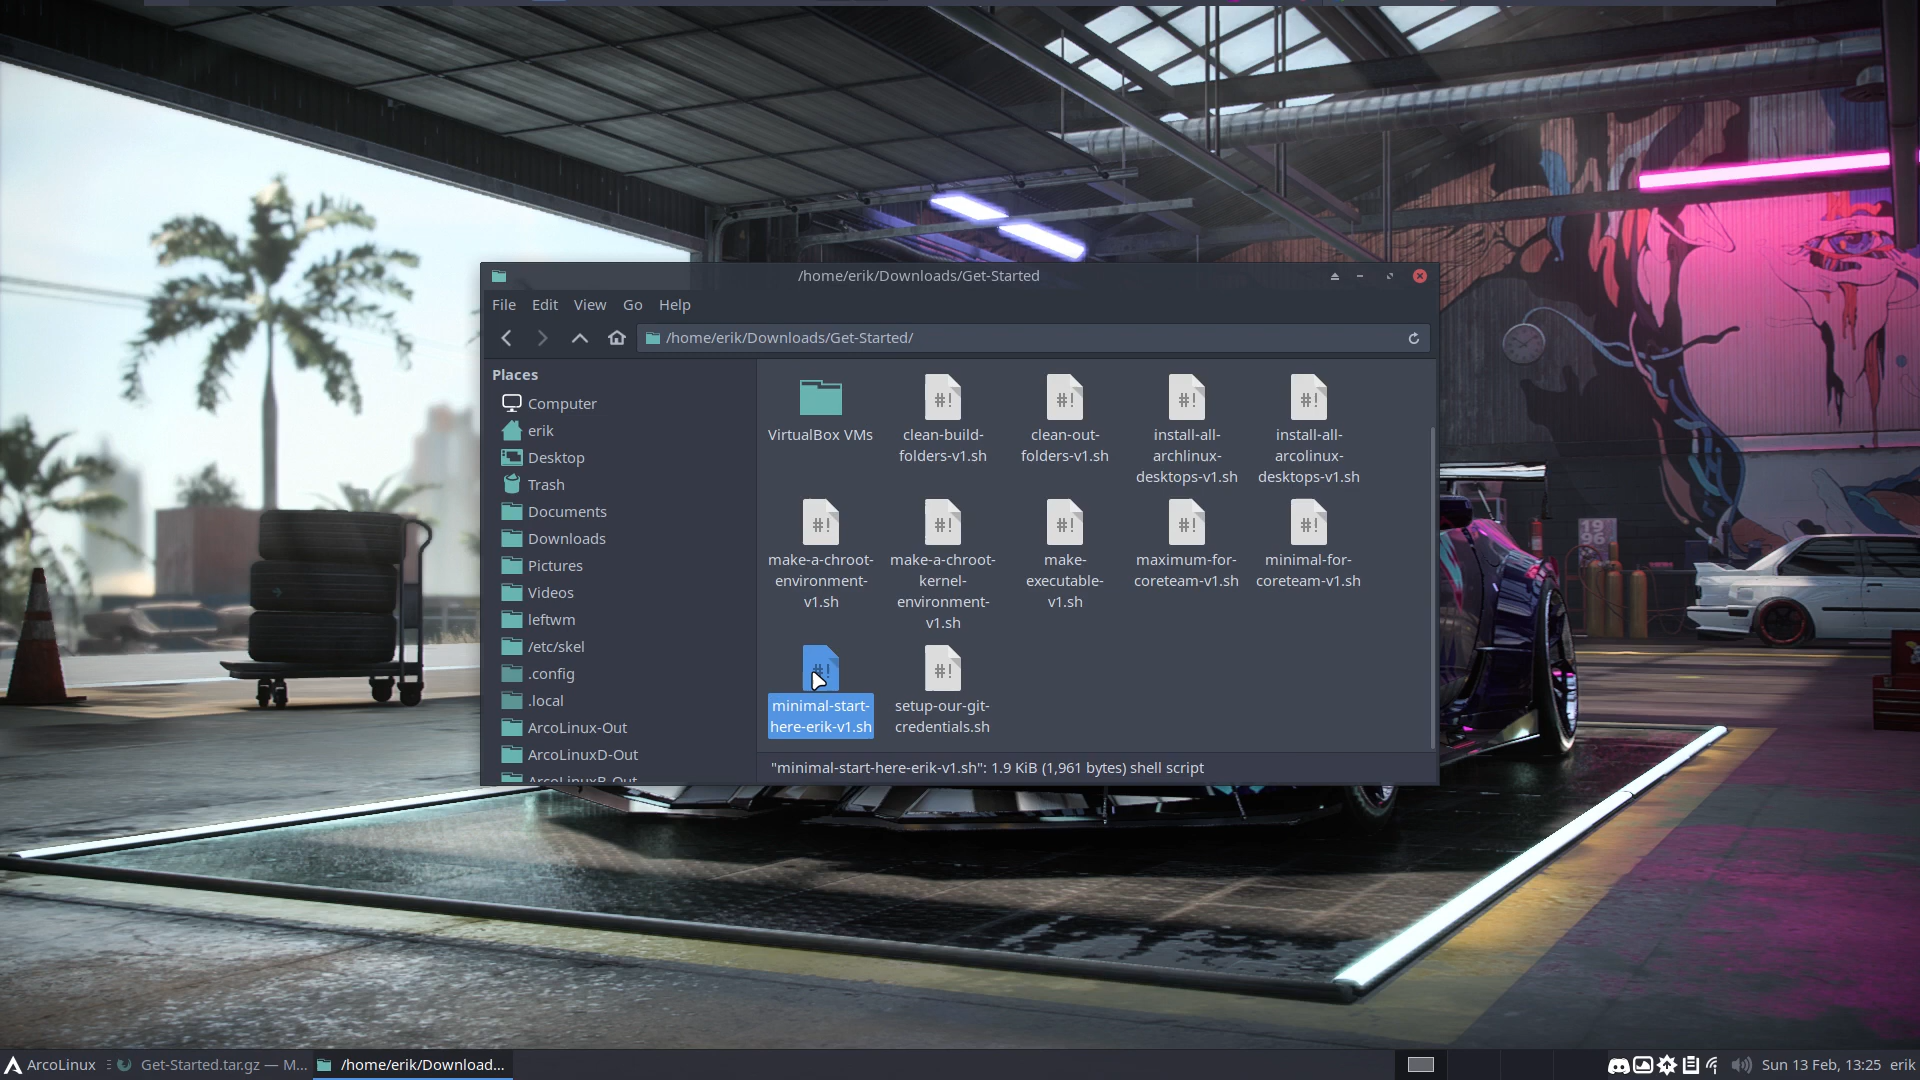 /home/erik/Downloads/Get-Started
File Edit View Go Help
/home/erik/Downloads/Get-Started/
Places
Computer
erik
Desktop
Trash
Documents
Downloads
Pictures
Videos
leftwm
/etc/skel
.config
.local
ArcoLinux-Out
ArcoLinuxD-Out
ArcoLinuxB-Out
VirtualBox VMs
clean-build-
folders-v1.sh
clean-out-
folders-v1.sh
install-all-
archlinux-
desktops-v1.sh
install-all-
arcolinux-
desktops-v1.sh
make-a-chroot-
environment-
v1.sh
make-a-chroot-
kernel-
environment-
v1.sh
make-
executable-
v1.sh
maximum-for-
coreteam-v1.sh
minimal-for-
coreteam-v1.sh
minimal-start-
here-erik-v1.sh
setup-our-git-
credentials.sh
"minimal-start-here-erik-v1.sh": 1.9 KiB (1,961 bytes) shell script
19
96
ArcoLinux
Get-Started.tar.gz — M...
/home/erik/Download...
Sun 13 Feb, 13:25 erik